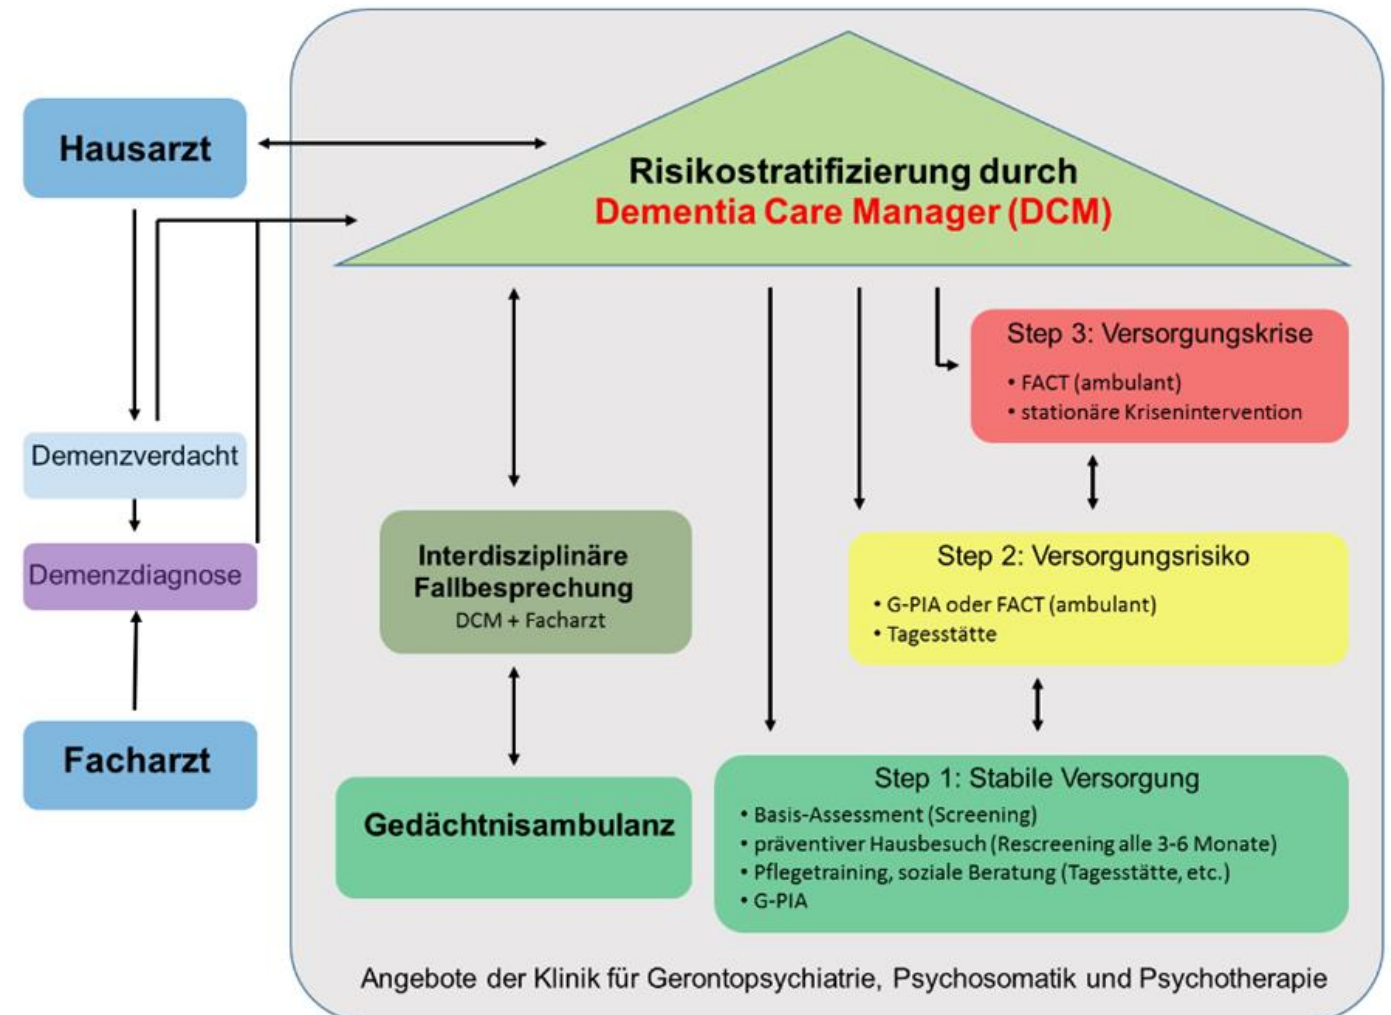 Hausarzt
Risikostratifizierung durch
Dementia Care Manager (DCM)
Step 3: Versorgungskrise
• FACT (ambulant)
• stationäre Krisenintervention
Demenzverdacht
Demenzdiagnose
Interdisziplinäre
Fallbesprechung
DCM + Facharzt
Step 2: Versorgungsrisiko
• G-PIA oder FACT (ambulant)
• Tagesstätte
Facharzt
Gedächtnisambulanz
Step 1: Stabile Versorgung
• Basis-Assessment (Screening)
• präventiver Hausbesuch (Rescreening alle 3-6 Monate)
• Pflegetraining, soziale Beratung (Tagesstätte, etc.)
• G-PIA
Angebote der Klinik für Gerontopsychiatrie, Psychosomatik und Psychotherapie